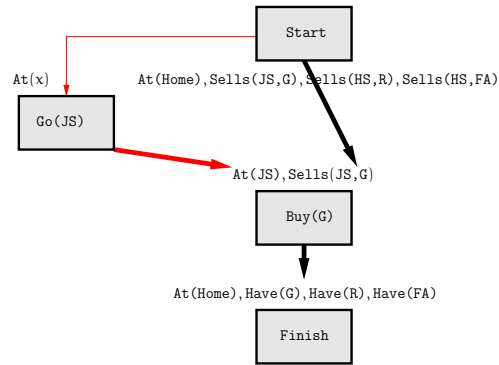 Start
At(x)
At(Home),Sells(JS,G),Sells(HS,R),Sells(HS,FA)
Go(JS)
At(JS),Sells(JS,G)
Buy(G)
At(Home),Have(G),Have(R),Have(FA)
Finish